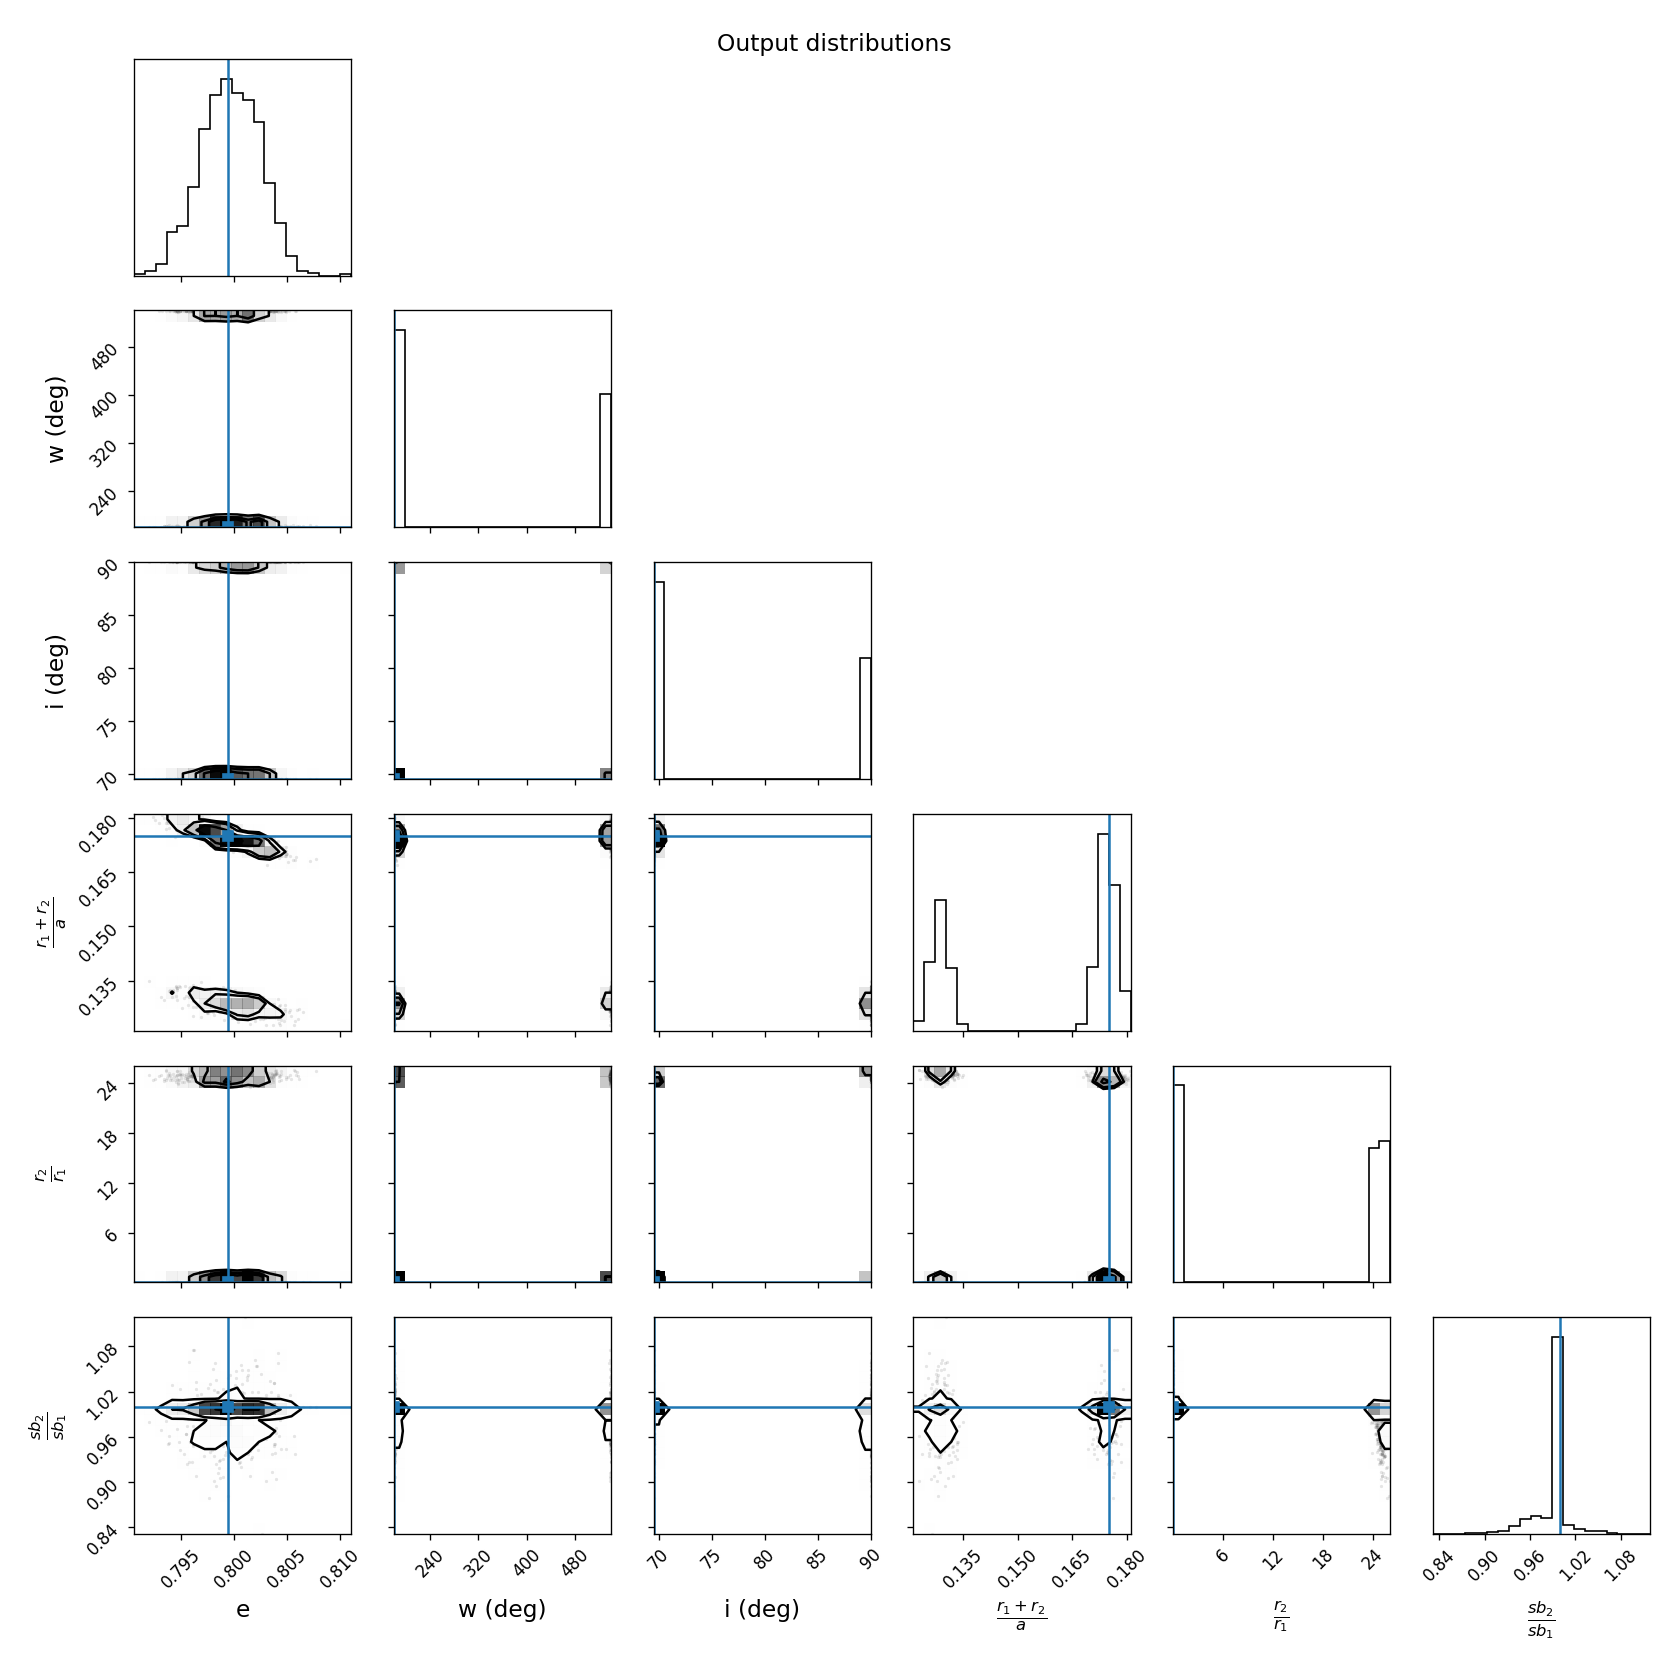 Output distributions
480
400
320
240
w (deg)
90
85
80
75
70
i (deg)
0.180
0.165
0.150
0.135
r₁ + r₂
a
24
18
12
6
r₂
r₁
1.08
1.02
0.96
0.90
0.84
sb₂
sb₁
0.795 0.800 0.805 0.810 240 320 400 480 70 75 80 85 90 0.135 0.150 0.165 0.180 6 12 18 24 0.84 0.90 0.96 1.02 1.08
e w (deg) i (deg)
r₁ + r₂
a
r₂
r₁
sb₂
sb₁